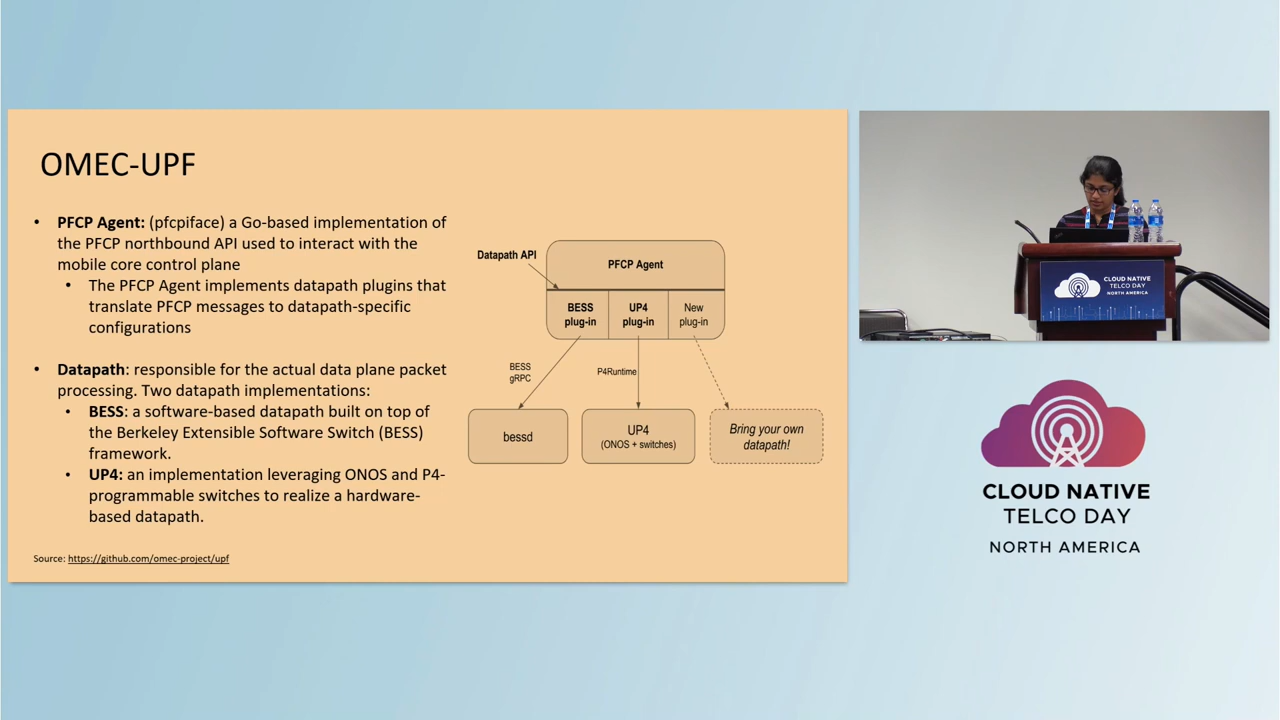 OMEC-UPF
• PFCP Agent: (pfcpiface) a Go-based implementation of
the PFCP northbound API used to interact with the
mobile core control plane
• The PFCP Agent implements datapath plugins that
translate PFCP messages to datapath-specific
configurations
• Datapath: responsible for the actual data plane packet
processing. Two datapath implementations:
• BESS: a software-based datapath built on top of
the Berkeley Extensible Software Switch (BESS)
framework.
• UP4: an implementation leveraging ONOS and P4-
programmable switches to realize a hardware-
based datapath.
Source: https://github.com/omec-project/upf
Datapath API
PFCP Agent
BESS
plug-in
UP4
plug-in
New
plug-in
BESS
gRPC
P4Runtime
bessd
UP4
(ONOS + switches)
Bring your own
datapath!
CLOUD NATIVE
TELCO DAY
NORTH AMERICA
CLOUD NATIVE
TELCO DAY
NORTH AMERICA